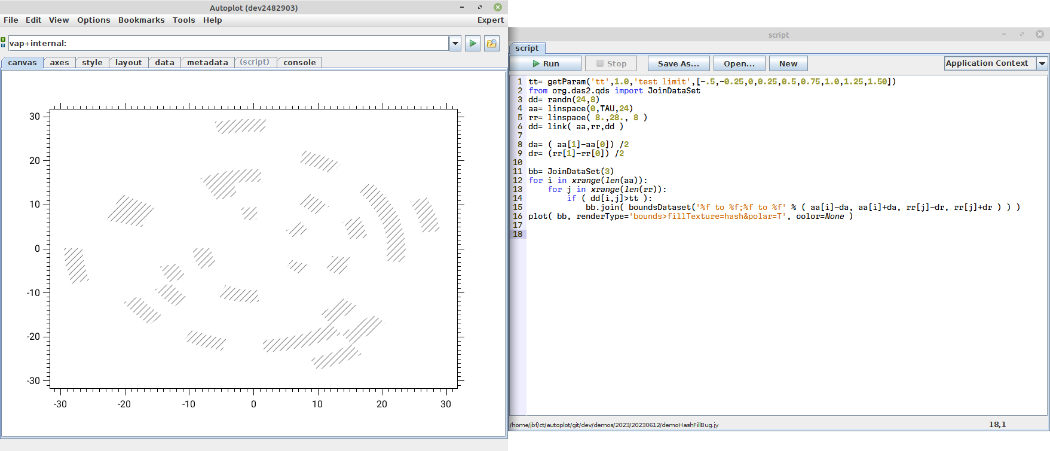 Autoplot (dev2482903)
File Edit View Options Bookmarks Tools Help Expert
vap+internal:
canvas axes style layout data metadata (script) console
30
20
10
0
-10
-20
-30
-30 -20 -10 0 10 20 30
script
script
Run Stop Save As... Open... New Application Context
1 tt= getParam('tt',1.0,'test limit',[-.5,-0.25,0,0.25,0.5,0.75,1.0,1.25,1.50])
2 from org.das2.qds import JoinDataSet
3 dd= randn(24,8)
4 aa= linspace(0,TAU,24)
5 rr= linspace( 8.,28., 8 )
6 dd= link( aa,rr,dd )
7
8 da= ( aa[1]-aa[0]) /2
9 dr= (rr[1]-rr[0]) /2
10
11 bb= JoinDataSet(3)
12 for i in xrange(len(aa)):
13 for j in xrange(len(rr)):
14 if ( dd[i,j]>tt ):
15 bb.join( boundsDataset('%f to %f;%f to %f' % ( aa[i]-da, aa[i]+da, rr[j]-dr, rr[j]+dr ) ) )
16 plot( bb, renderType='bounds>fillTexture=hash&polar=T', color=None )
17
18
/home/jbf/ct/autoplot/git/dev/demos/2023/20230612/demoHashFillBug.jy
18,1